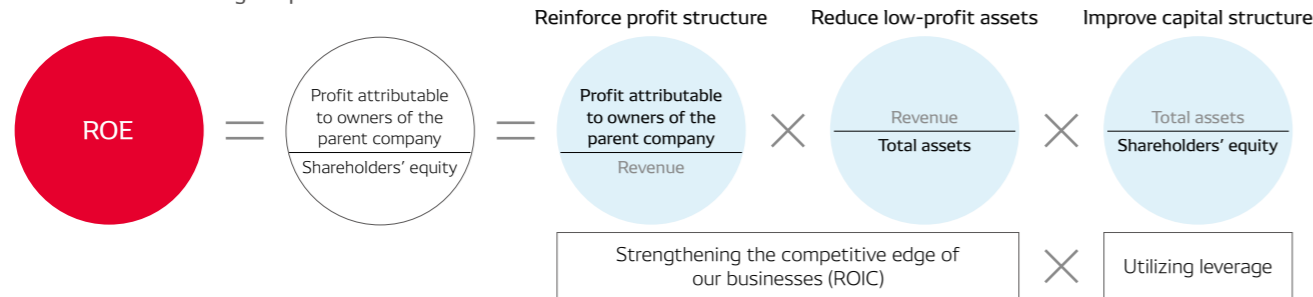 Reinforce profit structure
Reduce low-profit assets
Improve capital structure
ROE
=
Profit attributable
to owners of the
parent company
Shareholders’ equity
=
Profit attributable
to owners of the
parent company
Revenue
×
Revenue
Total assets
×
Total assets
Shareholders’ equity
Strengthening the competitive edge of
our businesses (ROIC)
×
Utilizing leverage